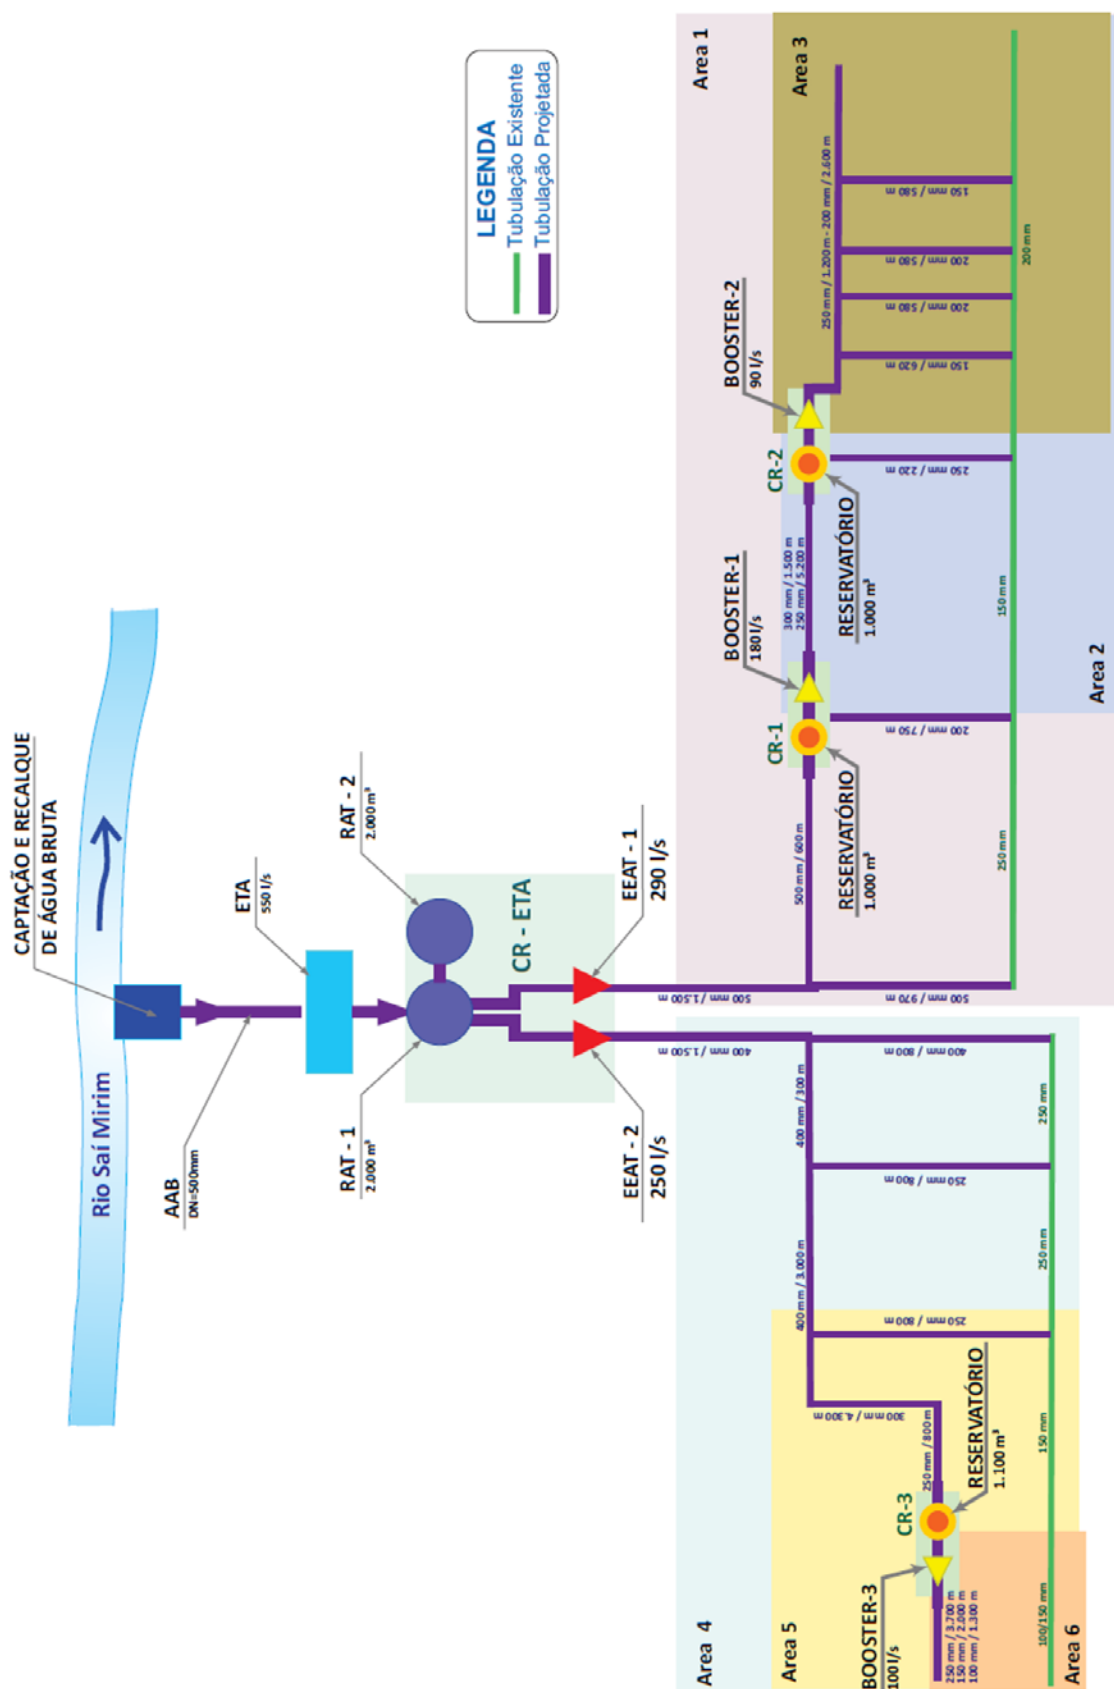 CAPTAÇÃO E RECALQUE
DE ÁGUA BRUTA
Rio Saí Mirim
AAB
DN=500mm
ETA
550 l/s
RAT - 1
2.000 m³
RAT - 2
2.000 m³
CR - ETA
EEAT - 2
250 l/s
EEAT - 1
290 l/s
LEGENDA
Tubulação Existente
Tubulação Projetada
Area 4
400 mm / 1.500 m
400 mm / 300 m
400 mm / 3.000 m
400 mm / 800 m
250 mm / 800 m
250 mm / 800 m
250 mm
250 mm
150 mm
100/150 mm
Area 5
300 mm / 4.300 m
250 mm / 800 m
CR-3
RESERVATÓRIO
1.100 m³
BOOSTER-3
100 l/s
250 mm / 3.700 m
150 mm / 2.000 m
100 mm / 1.300 m
Area 6
Area 1
500 mm / 1.500 m
500 mm / 600 m
500 mm / 970 m
250 mm
CR-1
RESERVATÓRIO
1.000 m³
BOOSTER-1
180 l/s
200 mm / 750 m
300 mm / 1.500 m
250 mm / 5.200 m
Area 2
150 mm
CR-2
RESERVATÓRIO
1.000 m³
BOOSTER-2
90 l/s
250 mm / 220 m
Area 3
250 mm / 1.200 m - 200 mm / 2.600 m
150 mm / 620 m
200 mm / 580 m
200 mm / 580 m
150 mm / 580 m
200 mm